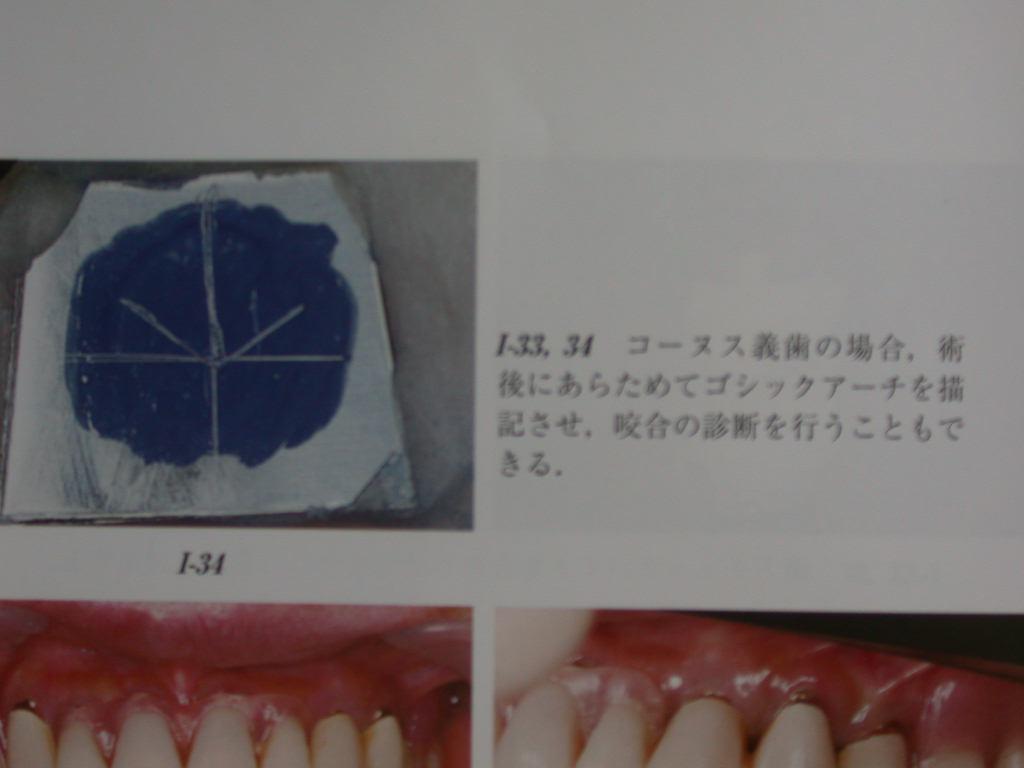 I-33, 34 コーヌス義歯の場合，術
後にあらためてゴシックアーチを描
記させ，咬合の診断を行うこともで
きる．
I-34